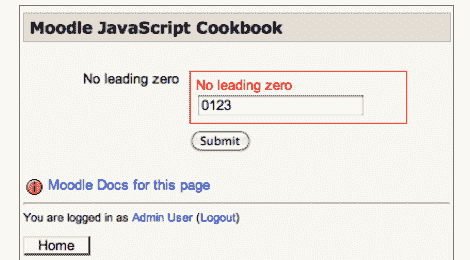 Moodle JavaScript Cookbook
No leading zero
No leading zero
0123
Submit
Moodle Docs for this page
You are logged in as Admin User (Logout)
Home